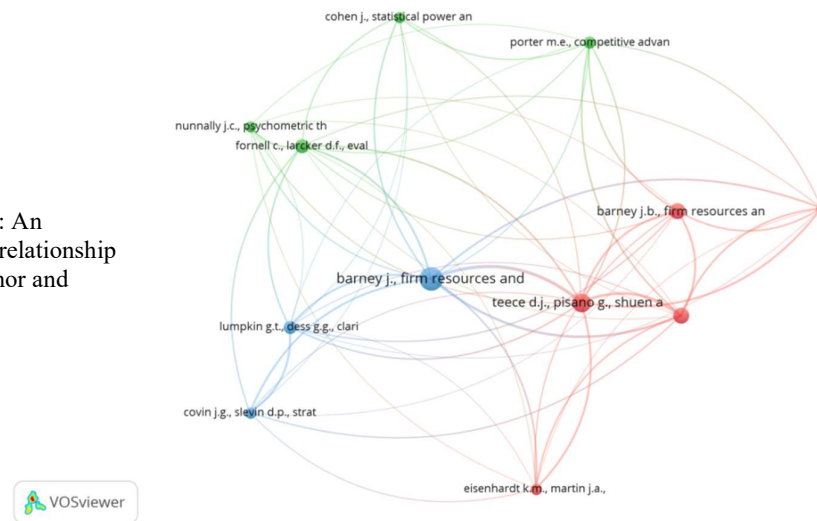 cohen j., statistical power an
porter m.e., competitive advan
nunnally j.c., psychometric th
fornell c., larcker d.f., eval
: An
relationship
nor and
barney j.b., firm resources an
barney j., firm resources and
teece d.j., pisano g., shuen a
lumpkin g.t., dess g.g., clari
covin j.g., slevin d.p., strat
eisenhardt k.m., martin j.a.,
VOSviewer